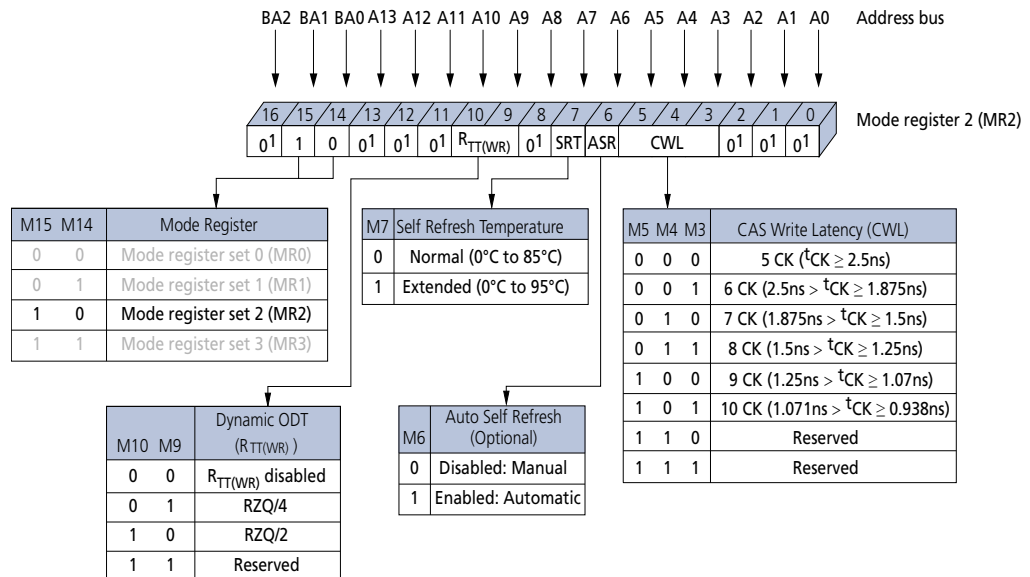 BA2 BA1 BA0 A13 A12 A11 A10 A9 A8 A7 A6 A5 A4 A3 A2 A1 A0 Address bus
16 15 14 13 12 11 10 9 8 7 6 5 4 3 2 1 0 Mode register 2 (MR2)
0¹ 1 0 0¹ 0¹ 0¹ RTT(WR) 0¹ SRT ASR CWL 0¹ 0¹ 0¹
M15 M14 Mode Register
0 0 Mode register set 0 (MR0)
0 1 Mode register set 1 (MR1)
1 0 Mode register set 2 (MR2)
1 1 Mode register set 3 (MR3)
M7 Self Refresh Temperature
0 Normal (0°C to 85°C)
1 Extended (0°C to 95°C)
M5 M4 M3 CAS Write Latency (CWL)
0 0 0 5 CK (tCK ≥ 2.5ns)
0 0 1 6 CK (2.5ns > tCK ≥ 1.875ns)
0 1 0 7 CK (1.875ns > tCK ≥ 1.5ns)
0 1 1 8 CK (1.5ns > tCK ≥ 1.25ns)
1 0 0 9 CK (1.25ns > tCK ≥ 1.07ns)
1 0 1 10 CK (1.071ns > tCK ≥ 0.938ns)
1 1 0 Reserved
1 1 1 Reserved
M10 M9 Dynamic ODT
(RTT(WR) )
0 0 RTT(WR) disabled
0 1 RZQ/4
1 0 RZQ/2
1 1 Reserved
M6 Auto Self Refresh
(Optional)
0 Disabled: Manual
1 Enabled: Automatic